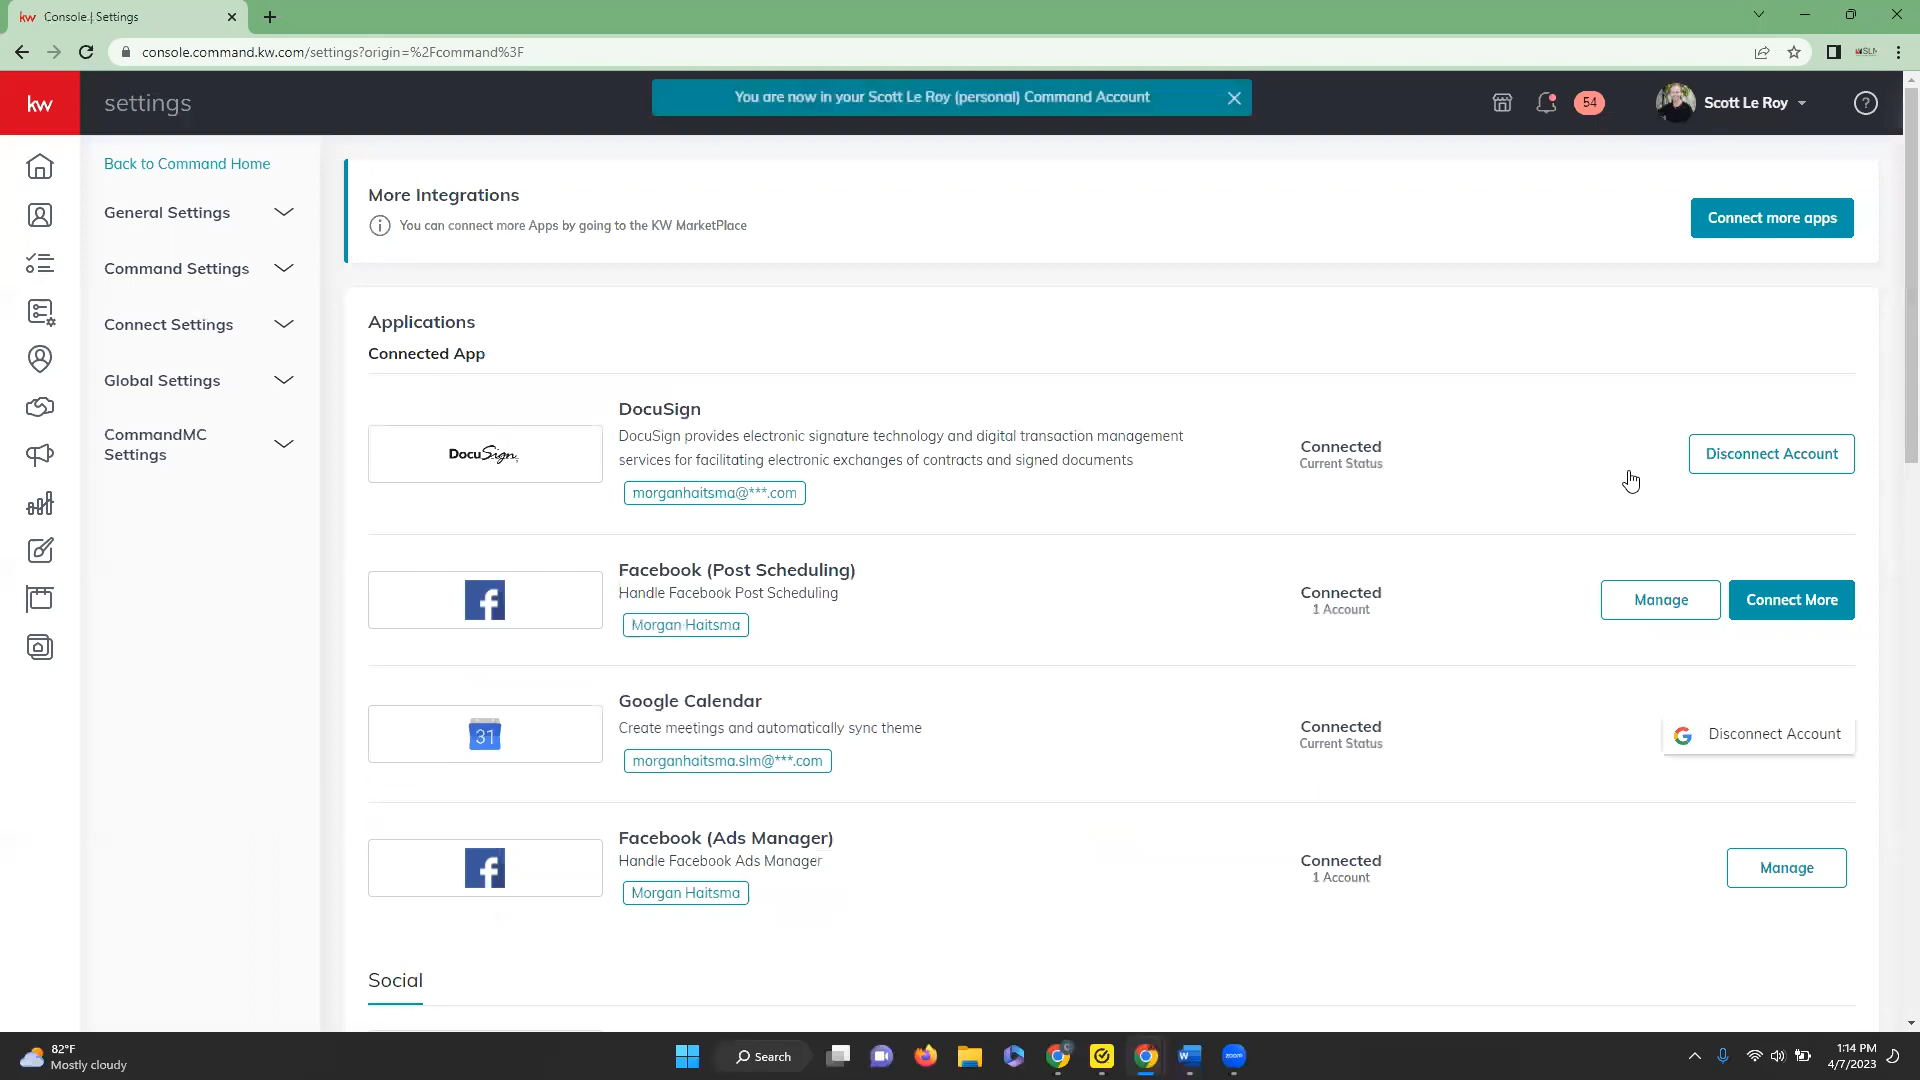 kw Console.| Settings
console.command.kw.com/settings?origin=%2Fcommand%3F
kw
settings
You are now in your Scott Le Roy (personal) Command Account
54
Scott Le Roy
Back to Command Home
General Settings
Command Settings
Connect Settings
Global Settings
CommandMC
Settings
More Integrations
You can connect more Apps by going to the KW MarketPlace
Connect more apps
Applications
Connected App
DocuSign
DocuSign
DocuSign provides electronic signature technology and digital transaction management
services for facilitating electronic exchanges of contracts and signed documents
morganhaitsma@***.com
Connected
Current Status
Disconnect Account
Facebook (Post Scheduling)
Handle Facebook Post Scheduling
Morgan Haitsma
Connected
1 Account
Manage
Connect More
31
Google Calendar
Create meetings and automatically sync theme
morganhaitsma.slm@***.com
Connected
Current Status
Disconnect Account
Facebook (Ads Manager)
Handle Facebook Ads Manager
Morgan Haitsma
Connected
1 Account
Manage
Social
82°F
Mostly cloudy
Search
zoom
1:14 PM
4/7/2023